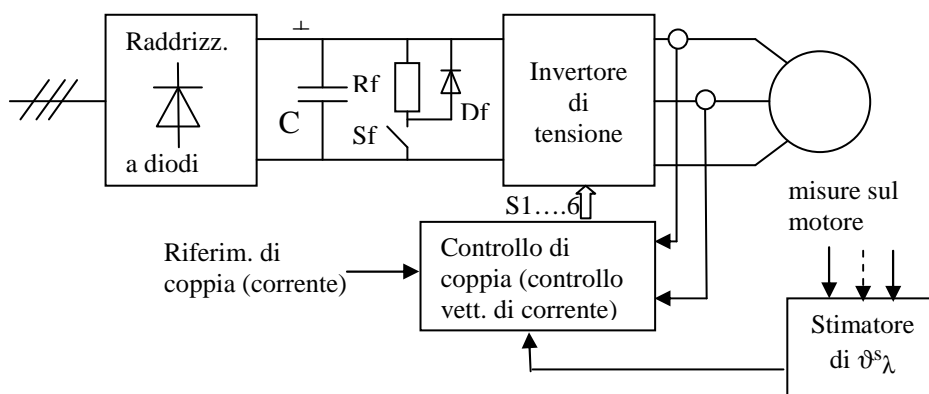 Raddrizz.
a diodi
C
Rf
Sf
Df
Invertore
di
tensione
S1….6
misure sul
motore
Riferim. di
coppia (corrente)
Controllo di
coppia (controllo
vett. di corrente)
Stimatore
di ϑˢλ